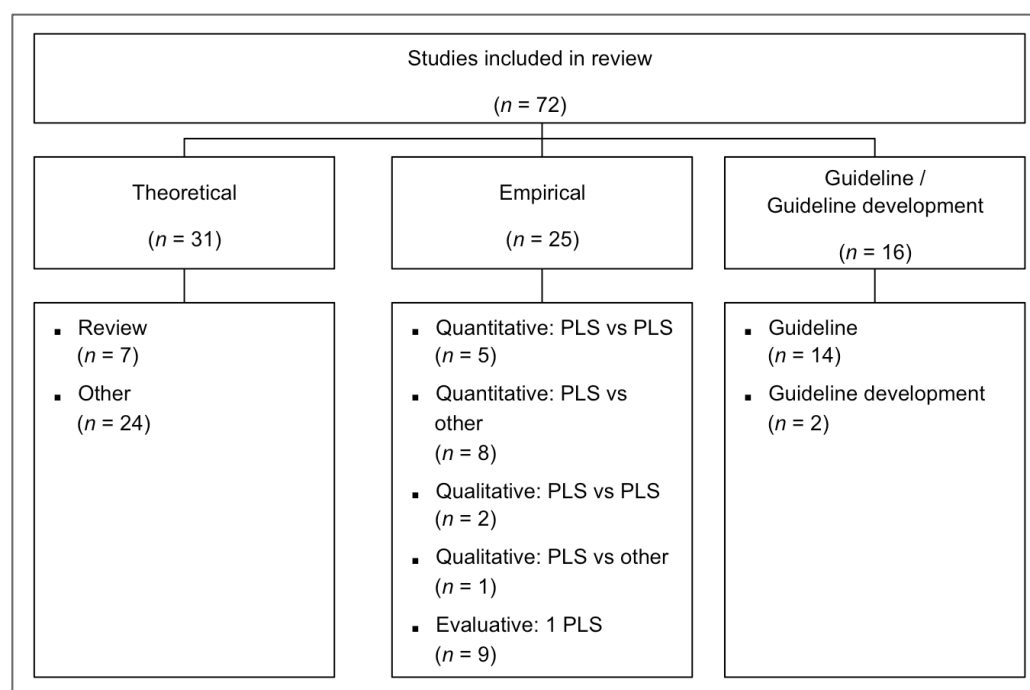 Studies included in review
(n = 72)
Theoretical
(n = 31)
Empirical
(n = 25)
Guideline /
Guideline development
(n = 16)
▪ Review
(n = 7)
▪ Other
(n = 24)
▪ Quantitative: PLS vs PLS
(n = 5)
▪ Quantitative: PLS vs
other
(n = 8)
▪ Qualitative: PLS vs PLS
(n = 2)
▪ Qualitative: PLS vs other
(n = 1)
▪ Evaluative: 1 PLS
(n = 9)
▪ Guideline
(n = 14)
▪ Guideline development
(n = 2)